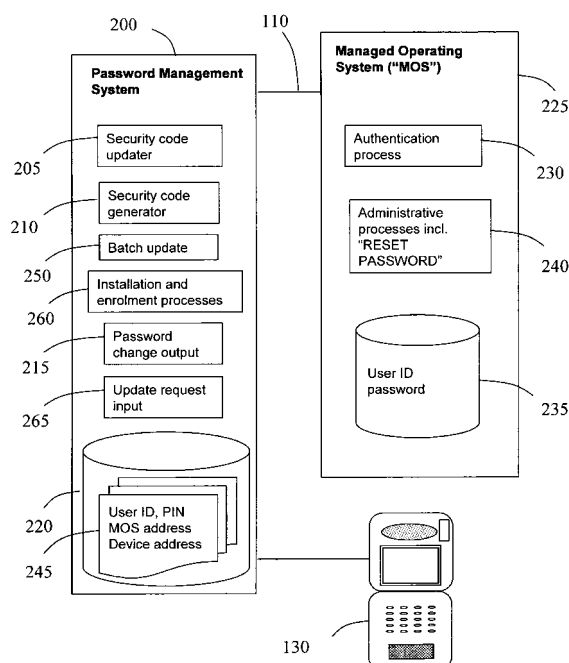 200
110
Password Management
System
Security code
updater
205
Security code
generator
210
Batch update
250
Installation and
enrolment processes
260
Password
change output
215
Update request
input
265
User ID, PIN
MOS address
Device address
220
245
Managed Operating
System (“MOS”)
225
Authentication
process
230
Administrative
processes incl.
“RESET
PASSWORD”
240
User ID
password
235
130